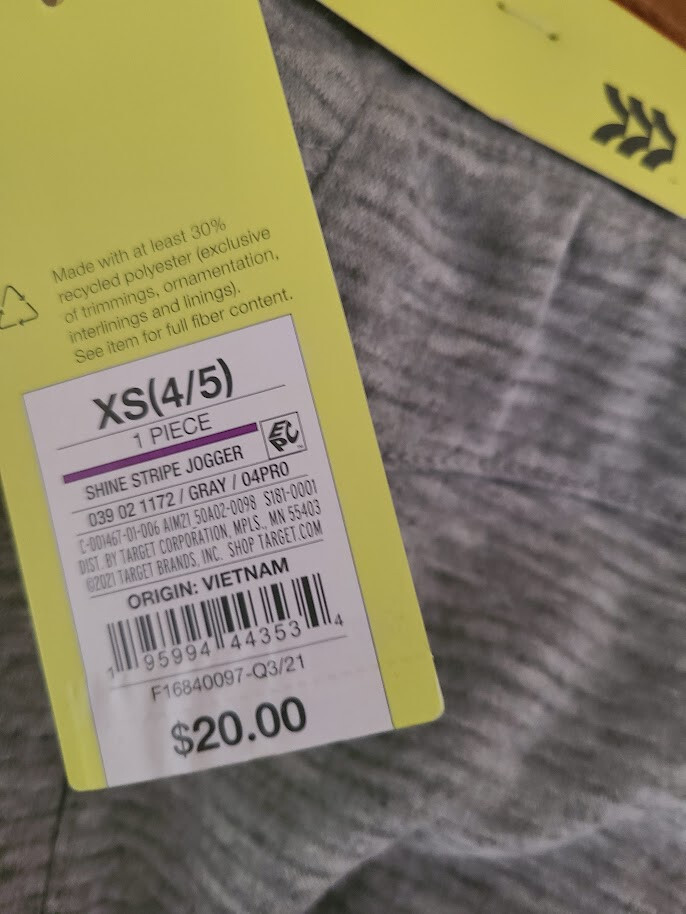 Made with at least 30%
recycled polyester (exclusive
of trimmings, ornamentation,
interlinings and linings).
See item for full fiber content.
XS(4/5)
1 PIECE
EPC
SHINE STRIPE JOGGER
039 02 1172 / GRAY / 04PRO
C-001467-01-006 AIM21 50A02-0098 S181-0001
DIST. BY TARGET CORPORATION, MPLS., MN 55403
©2021 TARGET BRANDS, INC. SHOP TARGET.COM
ORIGIN: VIETNAM
1 95994 44353 4
F16840097-Q3/21
$20.00